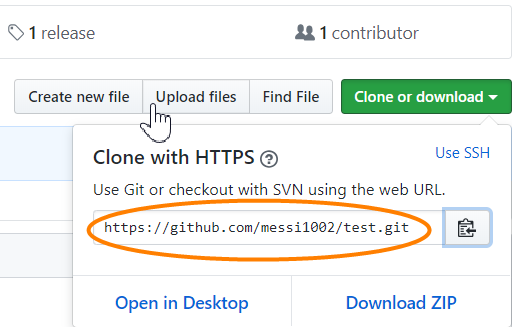 1 release
1 contributor
Create new file
Upload files
Find File
Clone or download
Clone with HTTPS ?
Use SSH
Use Git or checkout with SVN using the web URL.
https://github.com/messi1002/test.git
Open in Desktop
Download ZIP